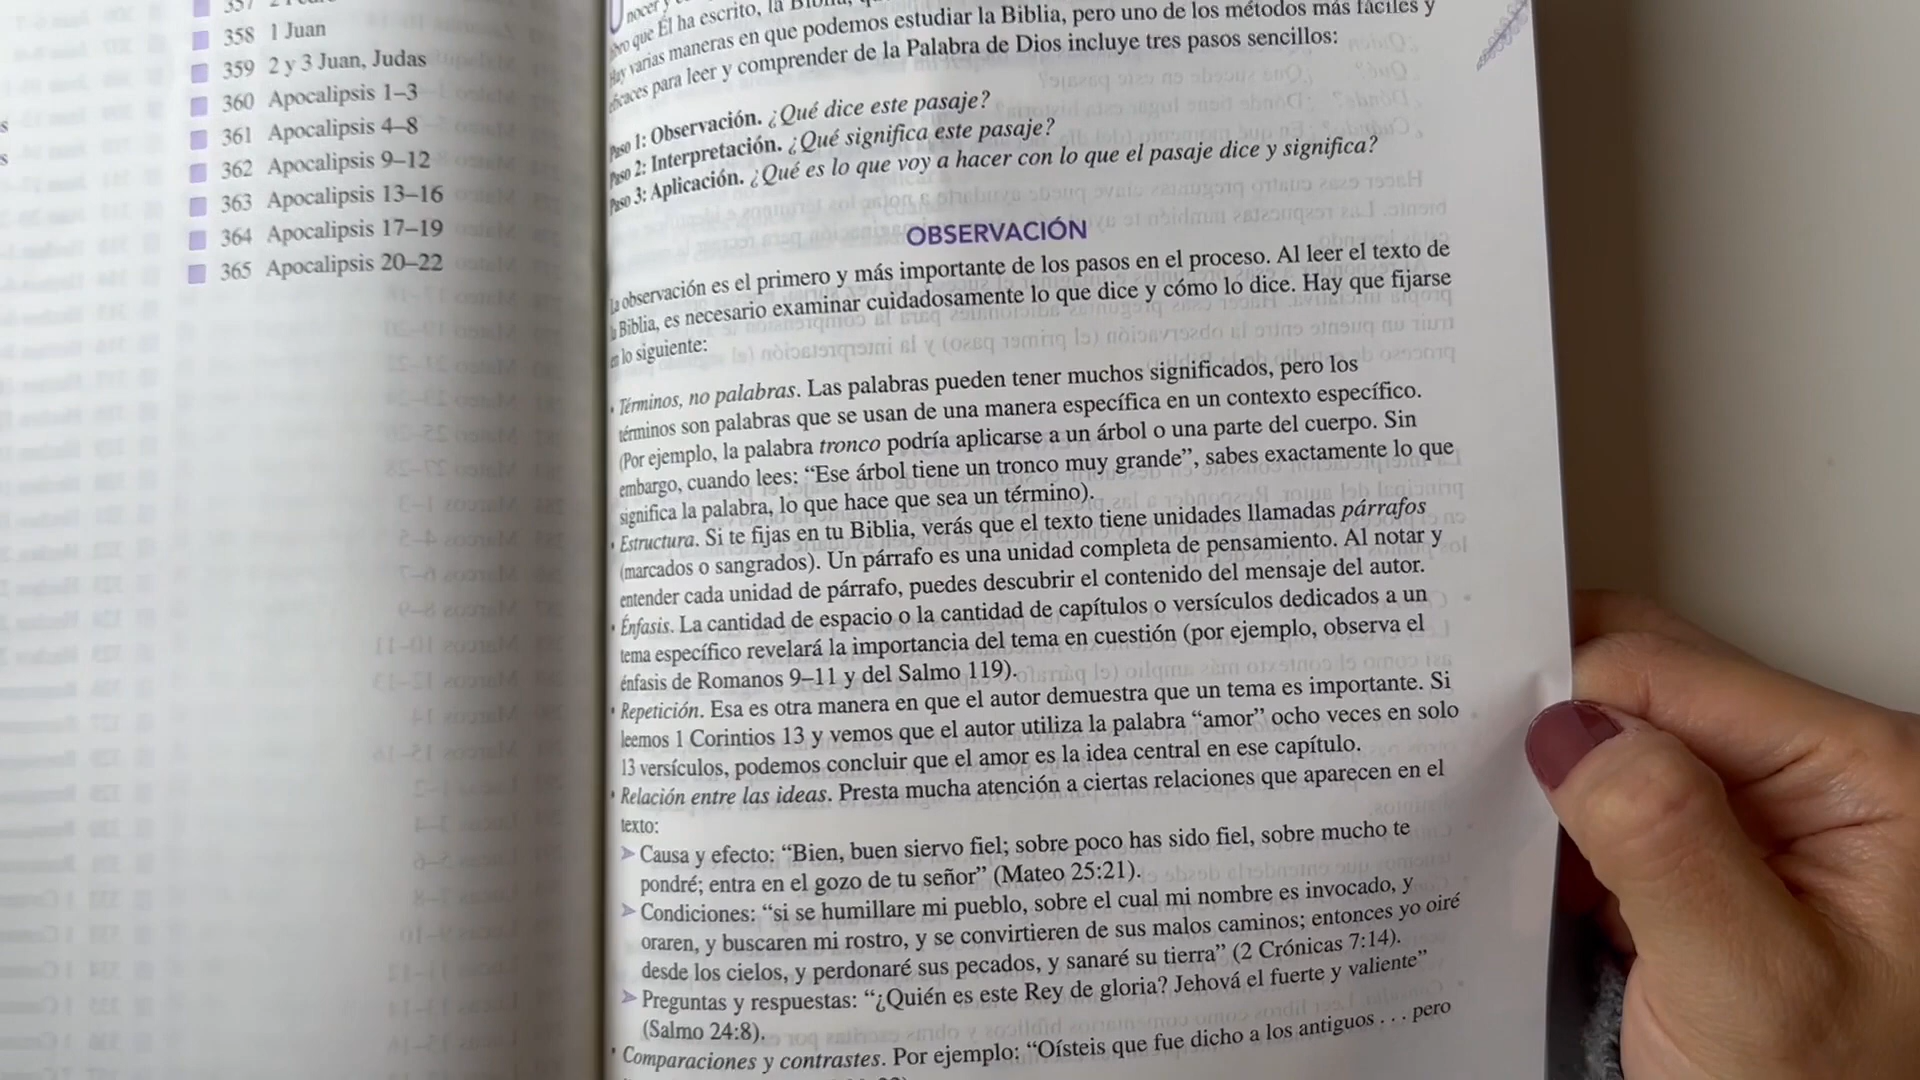 357
358 1 Juan
359 2 y 3 Juan, Judas
360 Apocalipsis 1–3
361 Apocalipsis 4–8
362 Apocalipsis 9–12
363 Apocalipsis 13–16
364 Apocalipsis 17–19
365 Apocalipsis 20–22
que Él ha escrito, la
varias maneras en que podemos estudiar la Biblia, pero uno de los métodos más fáciles y
para leer y comprender de la Palabra de Dios incluye tres pasos sencillos:
Paso 1: Observación. ¿Qué dice este pasaje?
Paso 2: Interpretación. ¿Qué significa este pasaje?
Paso 3: Aplicación. ¿Qué es lo que voy a hacer con lo que el pasaje dice y significa?
OBSERVACIÓN
La observación es el primero y más importante de los pasos en el proceso. Al leer el texto de
Biblia, es necesario examinar cuidadosamente lo que dice y cómo lo dice. Hay que fijarse
lo siguiente:
• Términos, no palabras. Las palabras pueden tener muchos significados, pero los
términos son palabras que se usan de una manera específica en un contexto específico.
(Por ejemplo, la palabra tronco podría aplicarse a un árbol o una parte del cuerpo. Sin
embargo, cuando lees: “Ese árbol tiene un tronco muy grande”, sabes exactamente lo que
significa la palabra, lo que hace que sea un término).
• Estructura. Si te fijas en tu Biblia, verás que el texto tiene unidades llamadas párrafos
(marcados o sangrados). Un párrafo es una unidad completa de pensamiento. Al notar y
entender cada unidad de párrafo, puedes descubrir el contenido del mensaje del autor.
• Énfasis. La cantidad de espacio o la cantidad de capítulos o versículos dedicados a un
tema específico revelará la importancia del tema en cuestión (por ejemplo, observa el
énfasis de Romanos 9–11 y del Salmo 119).
• Repetición. Esa es otra manera en que el autor demuestra que un tema es importante. Si
leemos 1 Corintios 13 y vemos que el autor utiliza la palabra “amor” ocho veces en solo
13 versículos, podemos concluir que el amor es la idea central en ese capítulo.
• Relación entre las ideas. Presta mucha atención a ciertas relaciones que aparecen en el
texto:
➤ Causa y efecto: “Bien, buen siervo fiel; sobre poco has sido fiel, sobre mucho te
pondré; entra en el gozo de tu señor” (Mateo 25:21).
➤ Condiciones: “si se humillare mi pueblo, sobre el cual mi nombre es invocado, y
oraren, y buscaren mi rostro, y se convirtieren de sus malos caminos; entonces yo oiré
desde los cielos, y perdonaré sus pecados, y sanaré su tierra” (2 Crónicas 7:14).
➤ Preguntas y respuestas: “¿Quién es este Rey de gloria? Jehová el fuerte y valiente”
(Salmo 24:8).
• Comparaciones y contrastes. Por ejemplo: “Oísteis que fue dicho a los antiguos . . . pero